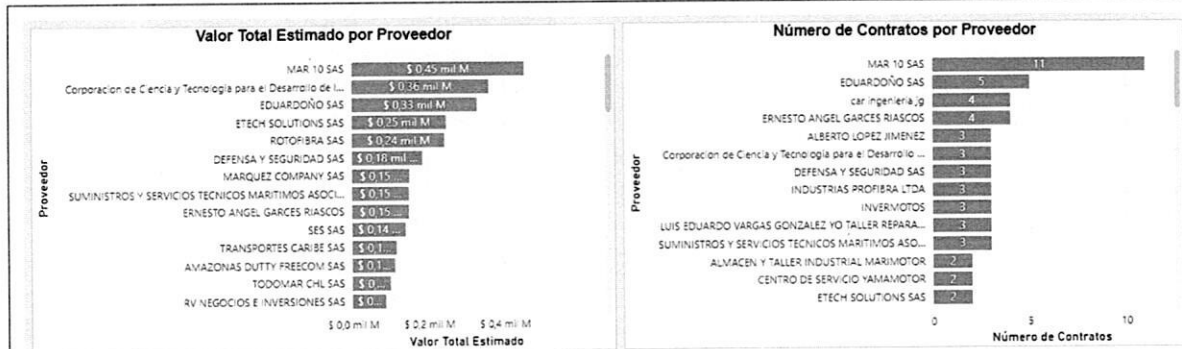 Valor Total Estimado por Proveedor
Proveedor
MAR 10 SAS $ 0,45 mil M
Corporacion de Ciencia y Tecnologia para el Desarrollo de l... $ 0,36 mil M
EDUARDOÑO SAS $ 0,33 mil M
ETECH SOLUTIONS SAS $ 0,25 mil M
ROTOFIBRA SAS $ 0,24 mil M
DEFENSA Y SEGURIDAD SAS $ 0,18 mil ...
MARQUEZ COMPANY SAS $ 0,15 ...
SUMINISTROS Y SERVICIOS TECNICOS MARITIMOS ASOCI... $ 0,15 ...
ERNESTO ANGEL GARCES RIASCOS $ 0,15 ...
SES SAS $ 0,14 ...
TRANSPORTES CARIBE SAS $ 0,1...
AMAZONAS DUTTY FREECOM SAS $ 0,1...
TODOMAR CHL SAS $ 0,...
RV NEGOCIOS E INVERSIONES SAS $ 0...
$ 0,0 mil M $ 0,2 mil M $ 0,4 mil M
Valor Total Estimado
Número de Contratos por Proveedor
Proveedor
MAR 10 SAS 11
EDUARDOÑO SAS 5
car ingenieria jg 4
ERNESTO ANGEL GARCES RIASCOS 4
ALBERTO LOPEZ JIMENEZ 3
Corporacion de Ciencia y Tecnologia para el Desarrollo ... 3
DEFENSA Y SEGURIDAD SAS 3
INDUSTRIAS PROFIBRA LTDA 3
INVERMOTOS 3
LUIS EDUARDO VARGAS GONZALEZ YO TALLER REPARA... 3
SUMINISTROS Y SERVICIOS TECNICOS MARITIMOS ASO... 3
ALMACEN Y TALLER INDUSTRIAL MARIMOTOR 2
CENTRO DE SERVICIO YAMAMOTOR 2
ETECH SOLUTIONS SAS 2
0 5 10
Número de Contratos